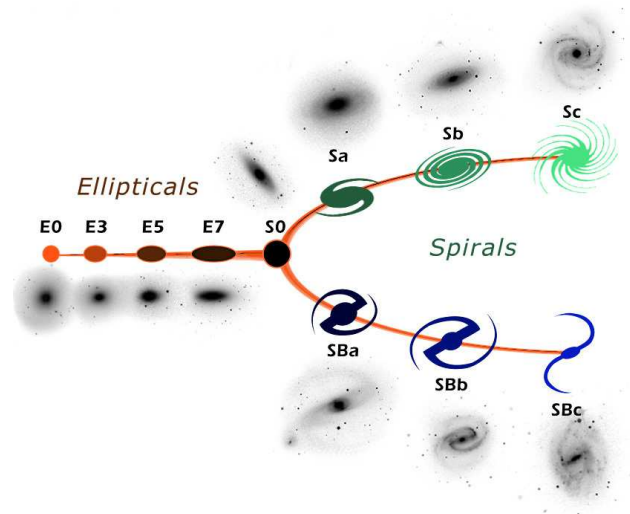 Sc
Sb
Sa
Ellipticals
E0 E3 E5 E7 S0
Spirals
SBa
SBb
SBc